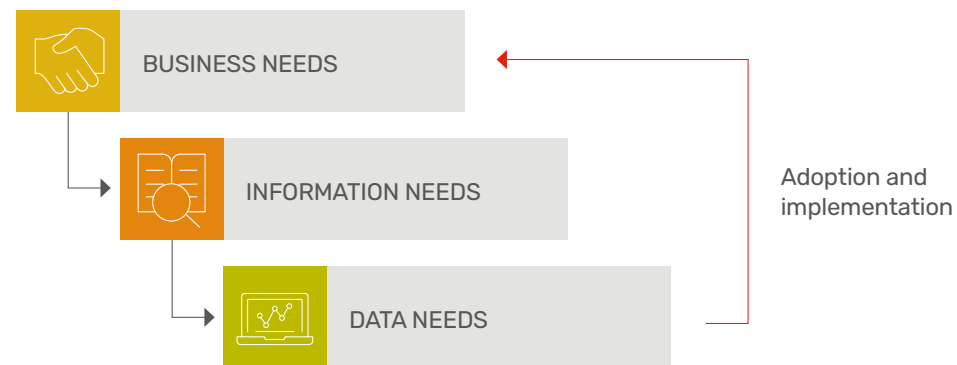 BUSINESS NEEDS
INFORMATION NEEDS
DATA NEEDS
Adoption and
implementation